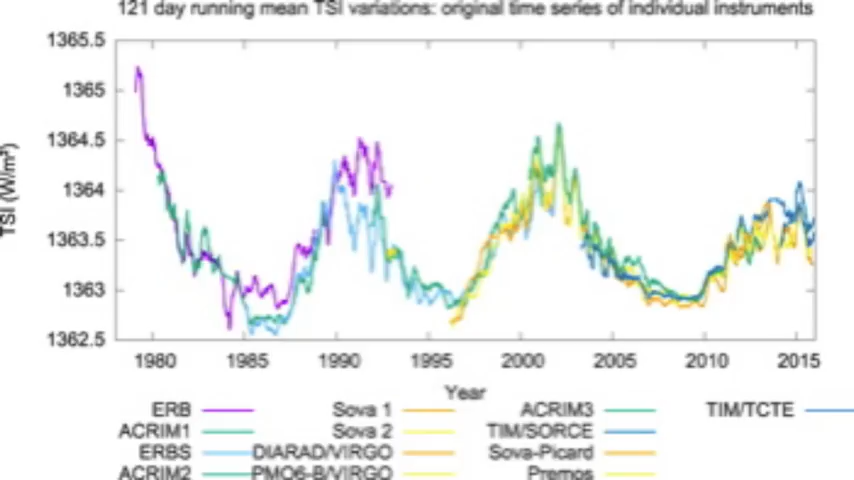 121 day running mean TSI variations: original time series of individual instruments
1365.5
1365
1364.5
1364
1363.5
1363
1362.5
TSI (W/m²)
1980 1985 1990 1995 2000 2005 2010 2015
Year
ERB Sova 1 ACRIM3 TIM/TCTE
ACRIM1 Sova 2 TIM/SORCE
ERBS DIARAD/VIRGO Sova-Picard
ACRIM2 PMO6-B/VIRGO Premos